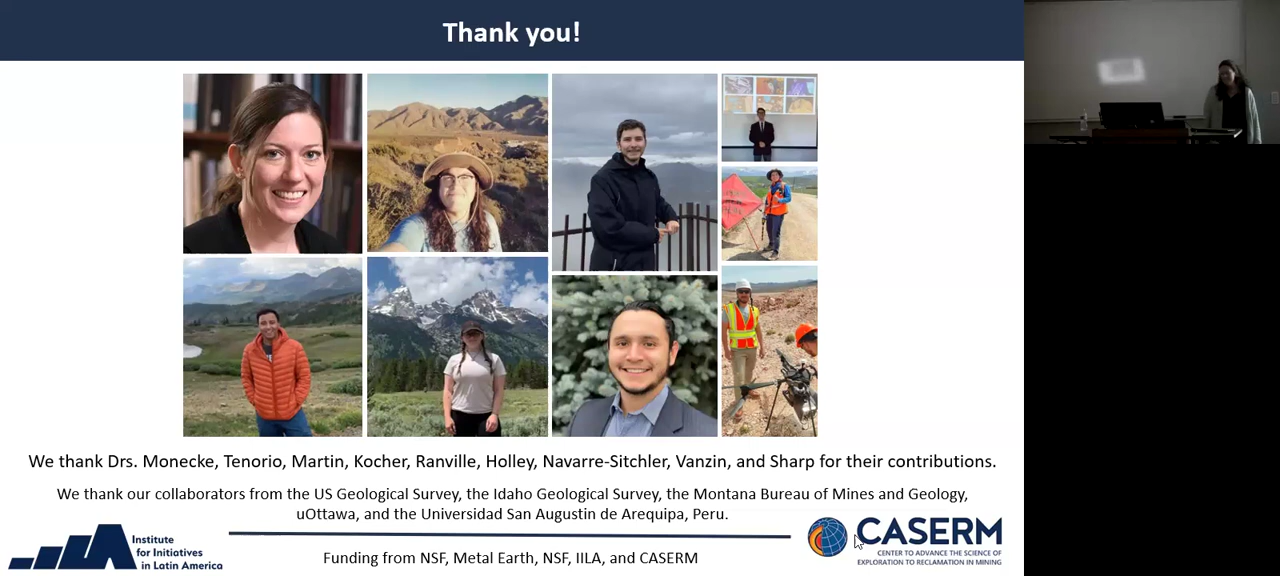 Thank you!
We thank Drs. Monecke, Tenorio, Martin, Kocher, Ranville, Holley, Navarre-Sitchler, Vanzin, and Sharp for their contributions.
We thank our collaborators from the US Geological Survey, the Idaho Geological Survey, the Montana Bureau of Mines and Geology,
uOttawa, and the Universidad San Augustin de Arequipa, Peru.
Institute
for Initiatives
in Latin America
Funding from NSF, Metal Earth, NSF, IILA, and CASERM
CASERM
CENTER TO ADVANCE THE SCIENCE OF
EXPLORATION TO RECLAMATION IN MINING